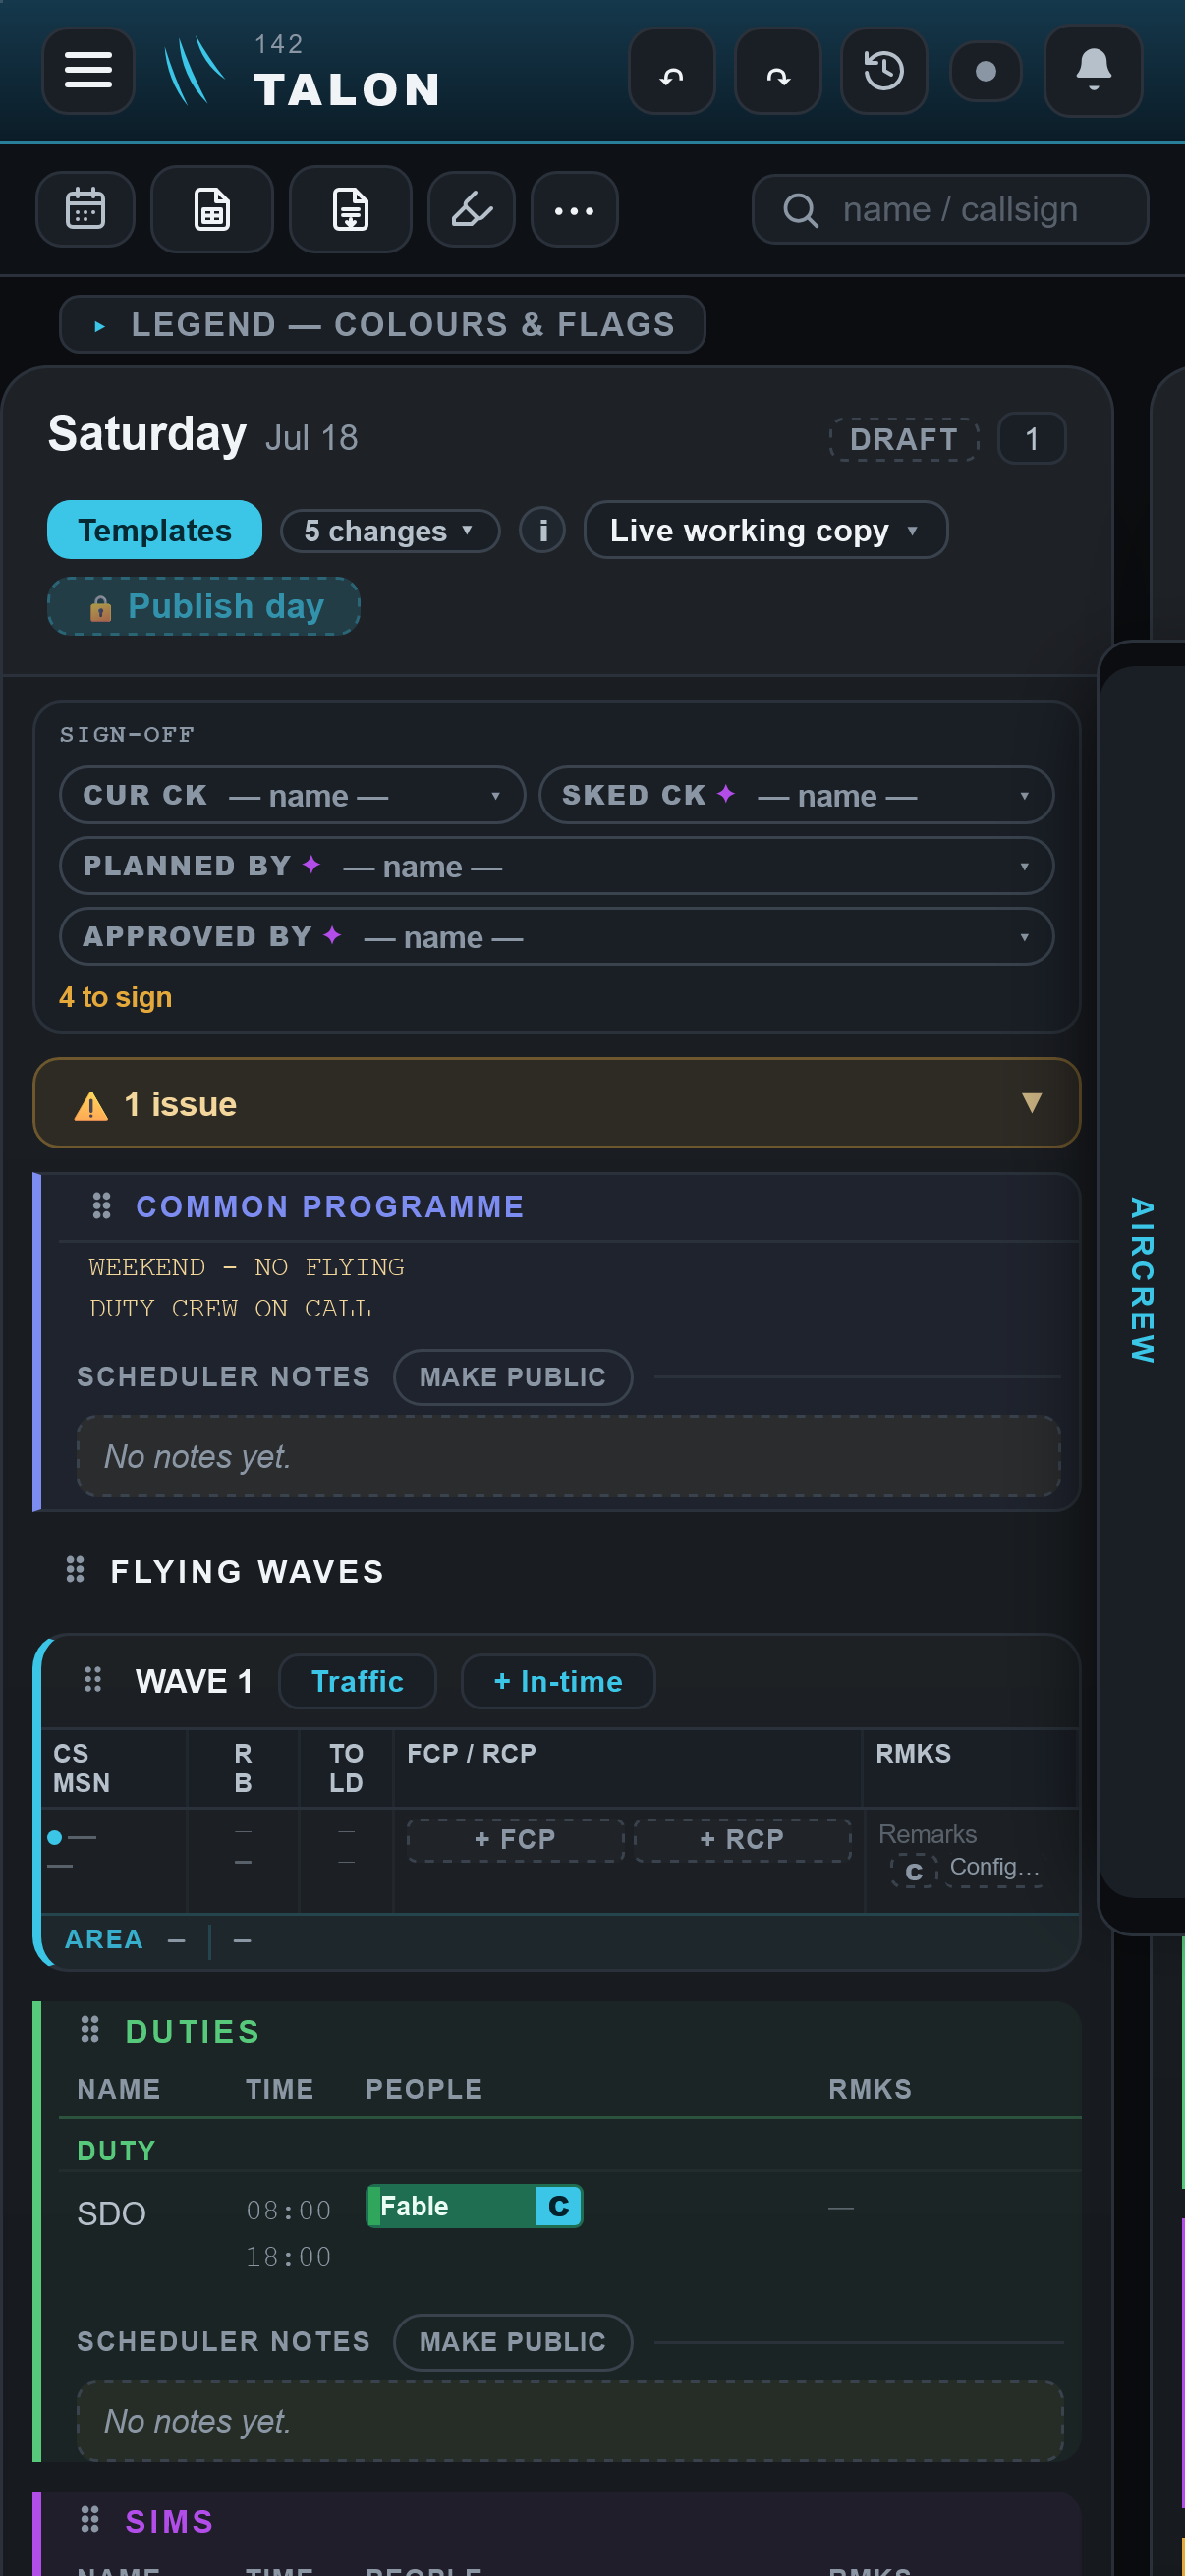 142
TALON
name / callsign
LEGEND — COLOURS & FLAGS
Saturday Jul 18 DRAFT 1
Templates 5 changes i Live working copy
Publish day
SIGN-OFF
CUR CK — name — SKED CK — name —
PLANNED BY — name —
APPROVED BY — name —
4 to sign
1 issue
COMMON PROGRAMME
WEEKEND - NO FLYING
DUTY CREW ON CALL
SCHEDULER NOTES MAKE PUBLIC
No notes yet.
AIRCREW
FLYING WAVES
WAVE 1 Traffic + In-time
CS R TO FCP / RCP RMKS
MSN B LD
— — — + FCP + RCP Remarks
— — — C Config...
AREA — | —
DUTIES
NAME TIME PEOPLE RMKS
DUTY
SDO 08:00 Fable C —
18:00
SCHEDULER NOTES MAKE PUBLIC
No notes yet.
SIMS
NAME TIME PEOPLE RMKS